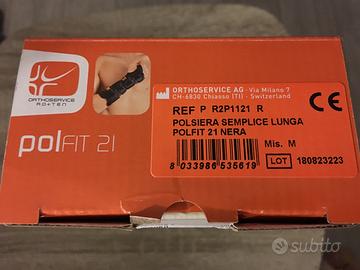 ORTHOSERVICE
RO+TEN
polFIT 21
ORTHOSERVICE AG - Via Milano 7
CH-6830 Chiasso (TI) - Switzerland
REF P R2P1121 R
POLSIERA SEMPLICE LUNGA
POLFIT 21 NERA
8 033986 535619
Mis. M
LOT 180823223
CE
subito